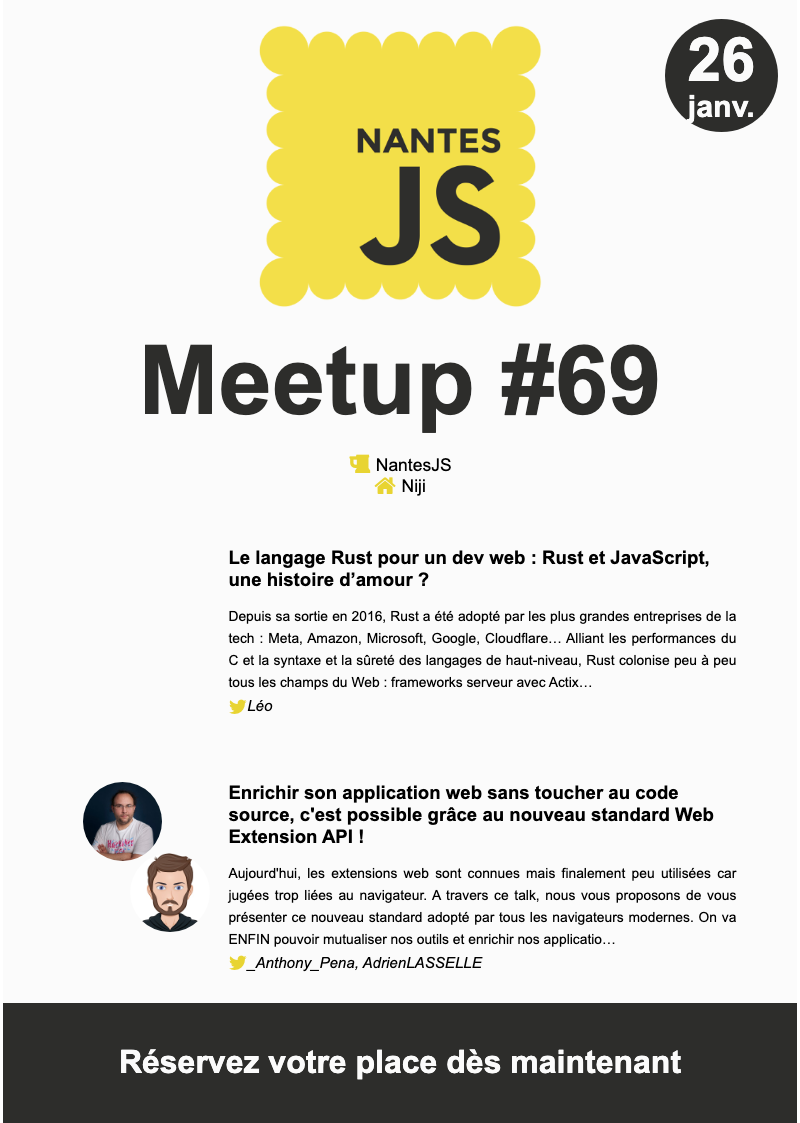 26
janv.
NANTES
JS
Meetup #69
NantesJS
Niji
Le langage Rust pour un dev web : Rust et JavaScript,
une histoire d’amour ?
Depuis sa sortie en 2016, Rust a été adopté par les plus grandes entreprises de la
tech : Meta, Amazon, Microsoft, Google, Cloudflare… Alliant les performances du
C et la syntaxe et la sûreté des langages de haut-niveau, Rust colonise peu à peu
tous les champs du Web : frameworks serveur avec Actix…
Léo
Enrichir son application web sans toucher au code
source, c'est possible grâce au nouveau standard Web
Extension API !
Aujourd'hui, les extensions web sont connues mais finalement peu utilisées car
jugées trop liées au navigateur. A travers ce talk, nous vous proposons de vous
présenter ce nouveau standard adopté par tous les navigateurs modernes. On va
ENFIN pouvoir mutualiser nos outils et enrichir nos applicatio…
_Anthony_Pena, AdrienLASSELLE
Réservez votre place dès maintenant